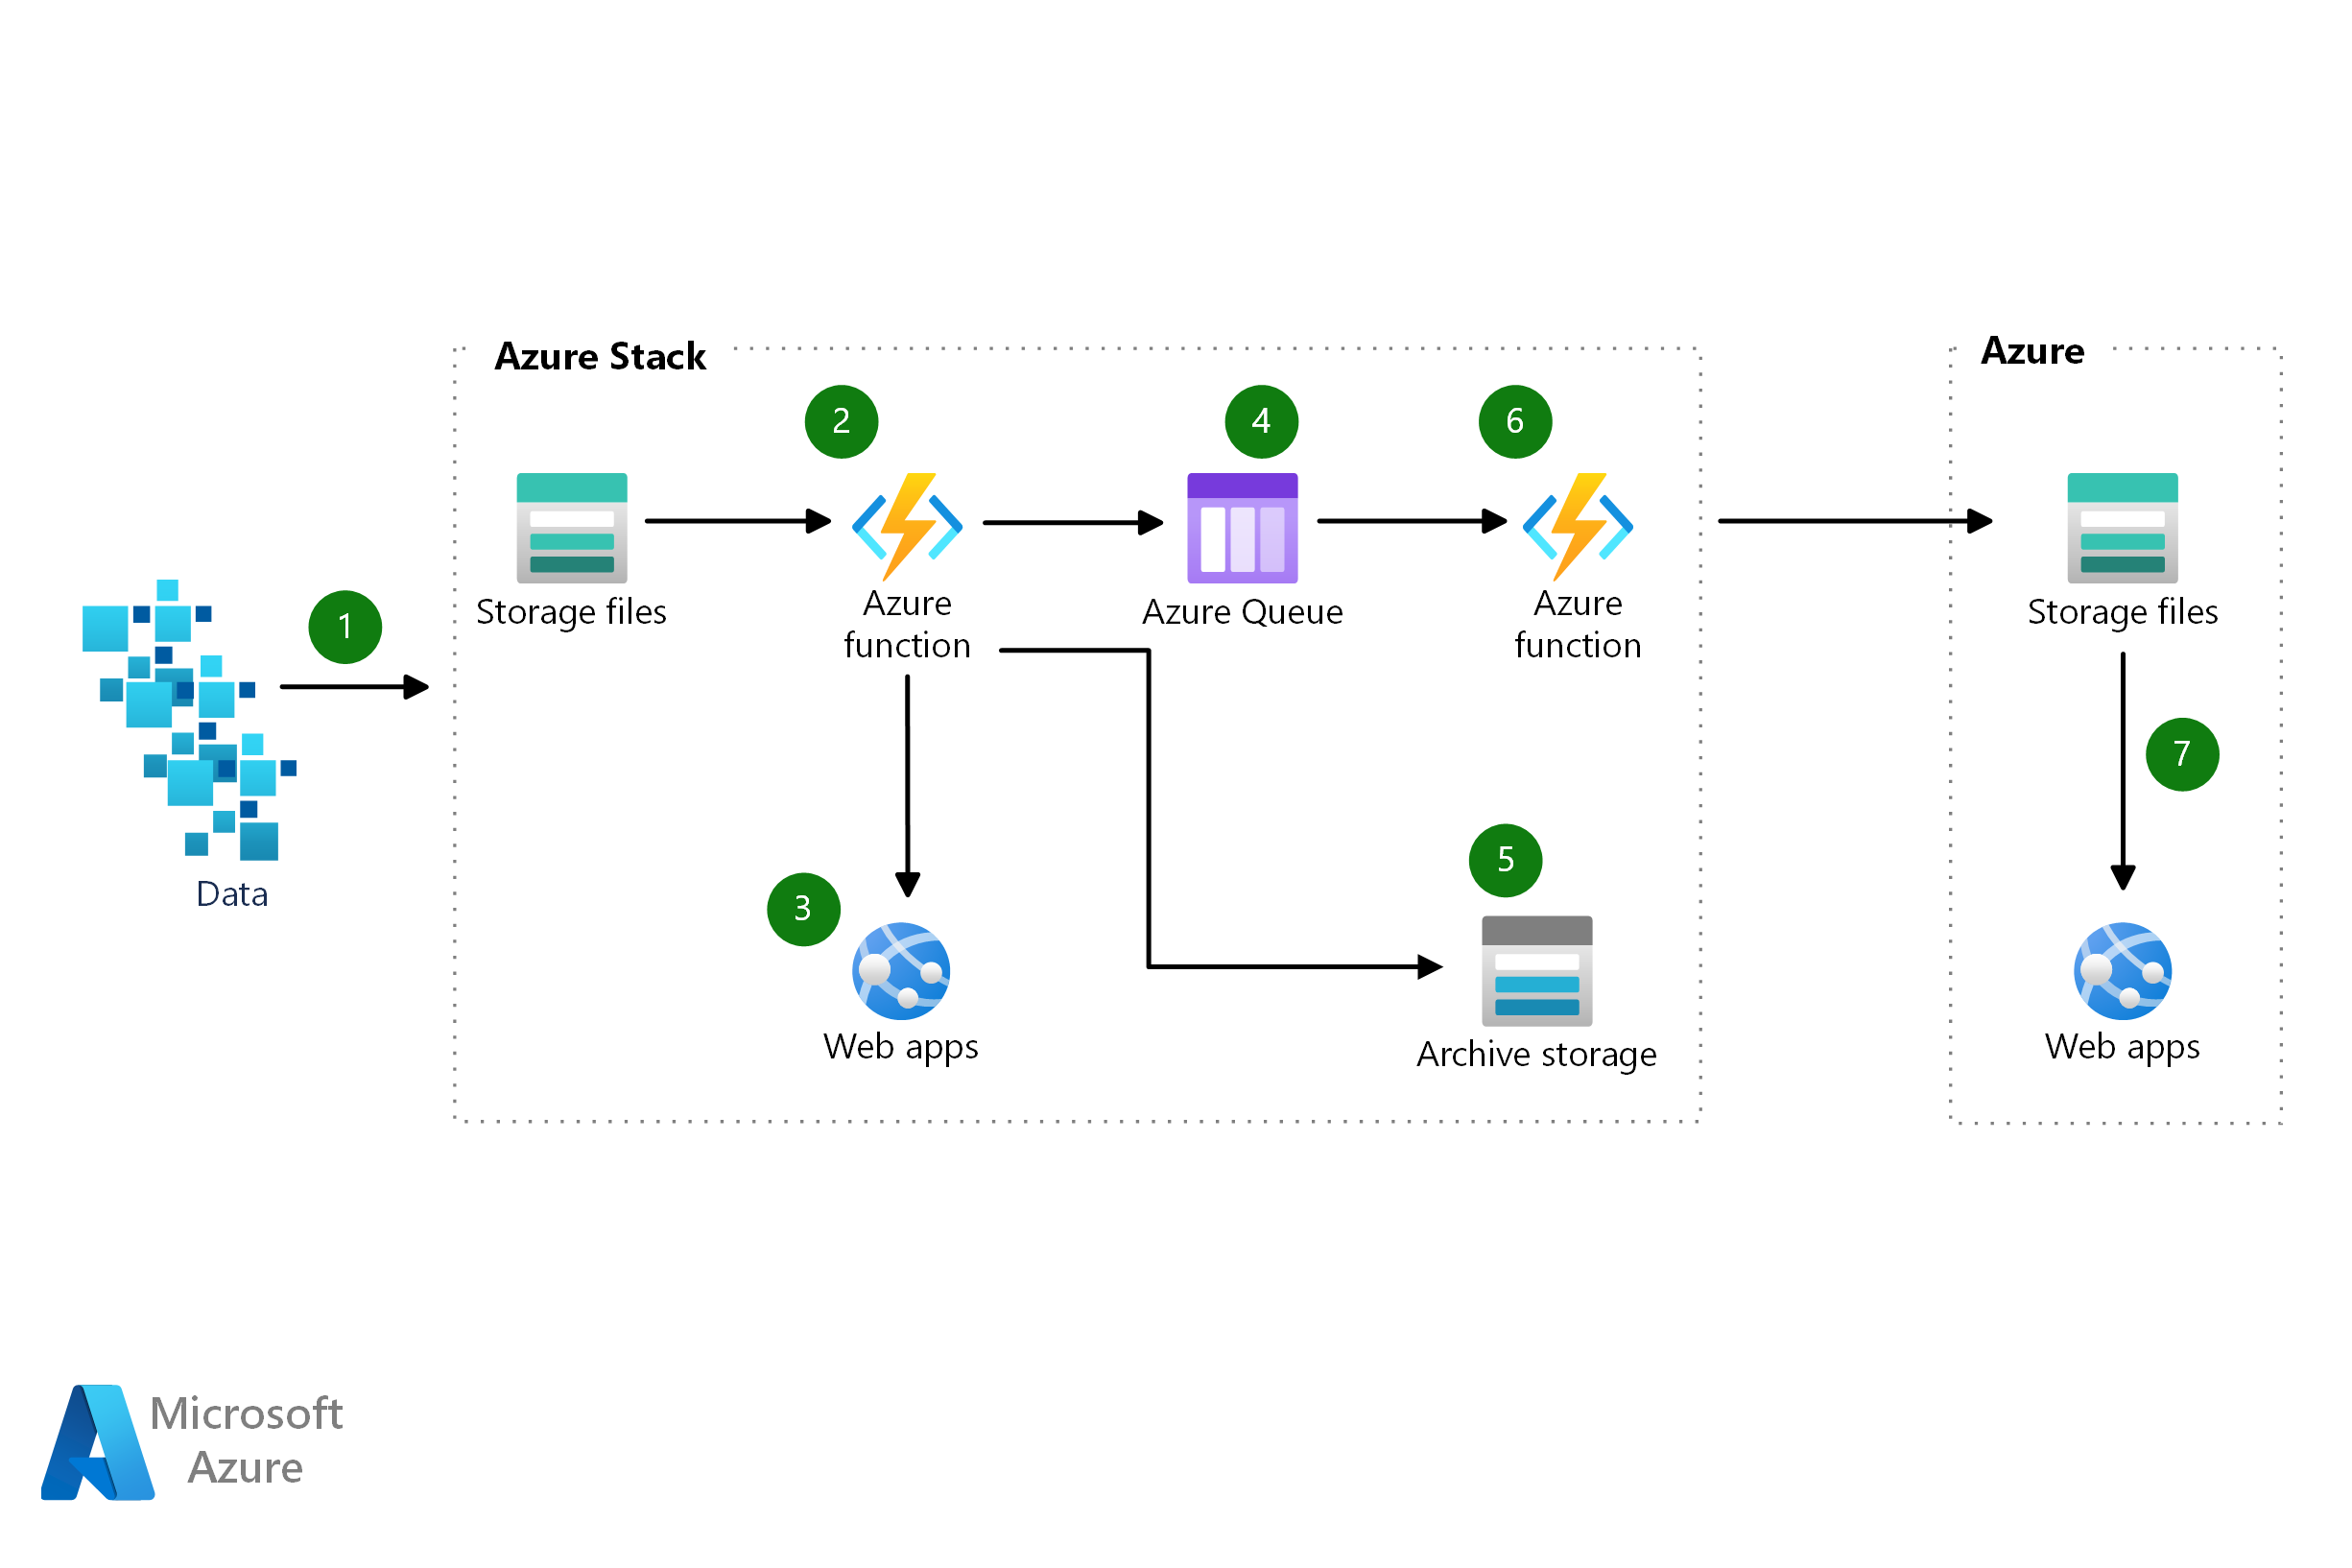 Azure Stack
Azure
2
4
6
Storage files
Azure
function
Azure Queue
Azure
function
Storage files
1
Data
7
3
5
Web apps
Archive storage
Web apps
Microsoft
Azure